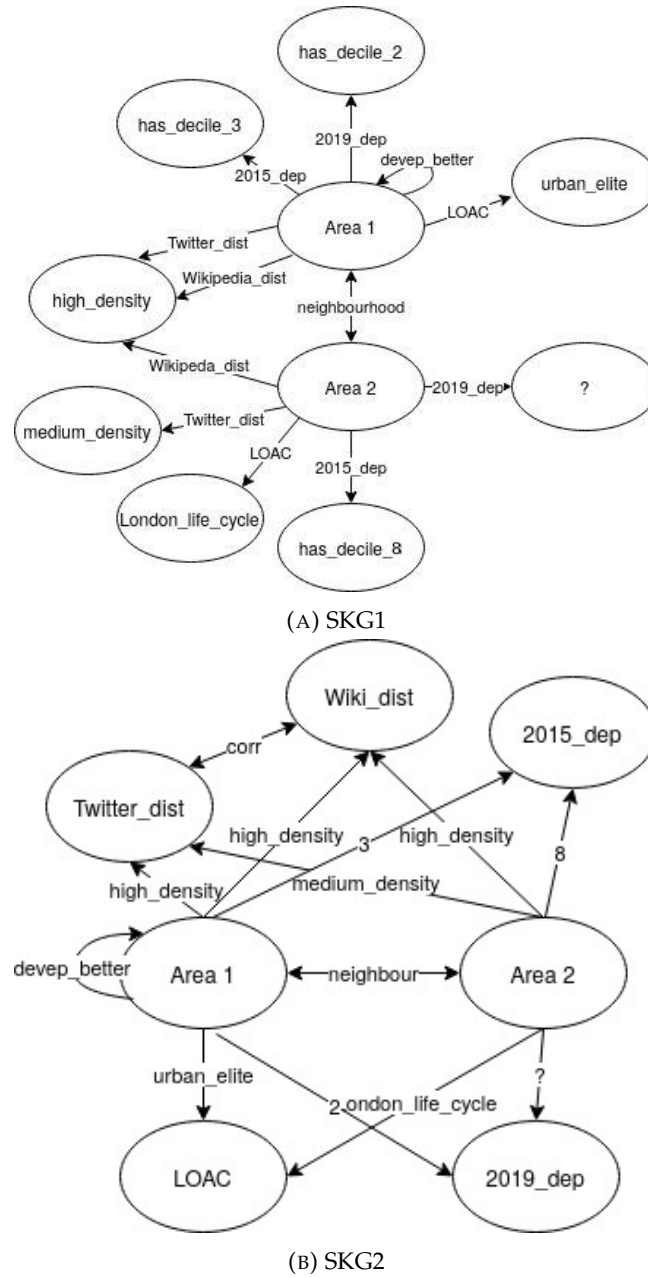 has_decile_2
has_decile_3
2019_dep
devep_better
2015_dep
urban_elite
LOAC
Area 1
Twitter_dist
Wikipedia_dist
high_density
neighbourhood
Wikipeda_dist
Area 2
2019_dep
?
medium_density
Twitter_dist
LOAC
2015_dep
London_life_cycle
has_decile_8
(A) SKG1
Wiki_dist
2015_dep
corr
Twitter_dist
high_density
3
high_density
8
medium_density
high_density
devep_better
Area 1
neighbour
Area 2
urban_elite
?
2
ondon_life_cycle
LOAC
2019_dep
(B) SKG2